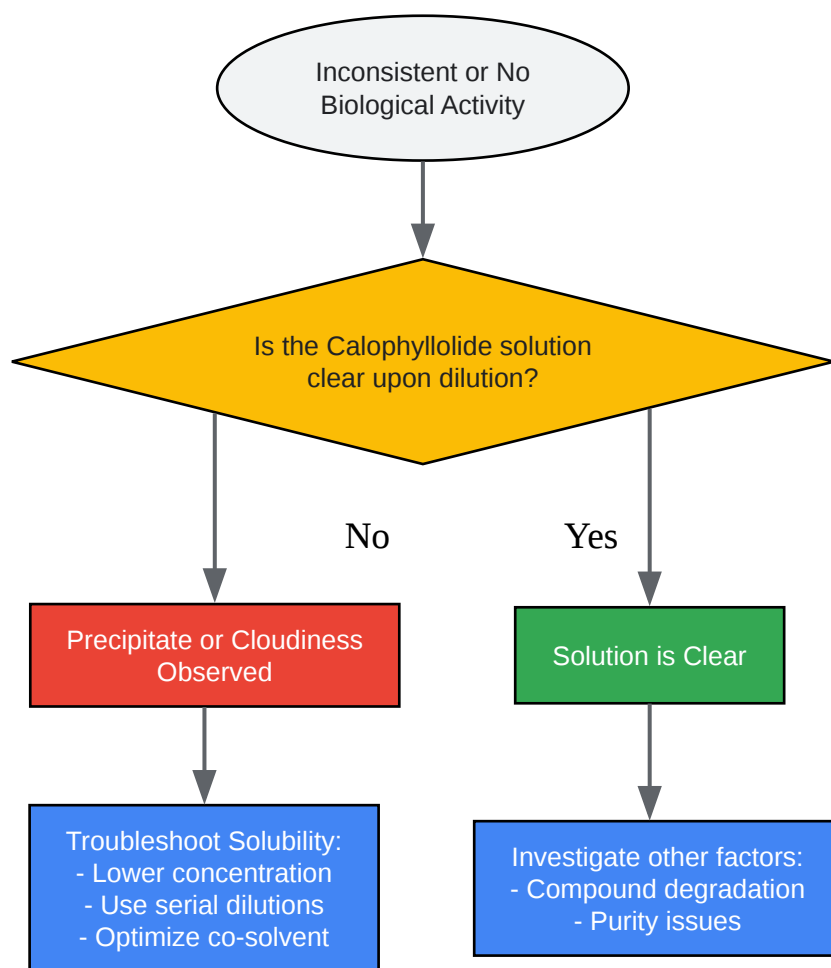 Inconsistent or No
Biological Activity
Is the Calophyllolide solution
clear upon dilution?
No
Yes
Precipitate or Cloudiness
Observed
Solution is Clear
Troubleshoot Solubility:
- Lower concentration
- Use serial dilutions
- Optimize co-solvent
Investigate other factors:
- Compound degradation
- Purity issues